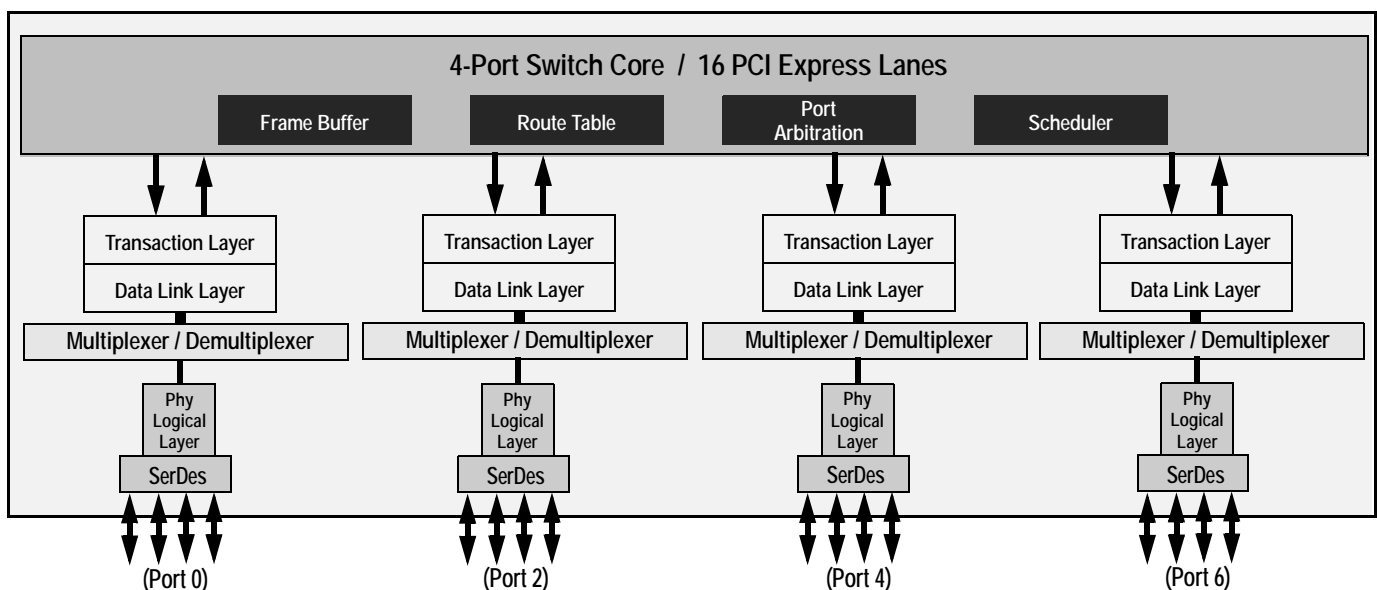 4-Port Switch Core / 16 PCI Express Lanes
Frame Buffer
Route Table
Port
Arbitration
Scheduler
Transaction Layer
Data Link Layer
Multiplexer / Demultiplexer
Phy
Logical
Layer
SerDes
(Port 0)
Transaction Layer
Data Link Layer
Multiplexer / Demultiplexer
Phy
Logical
Layer
SerDes
(Port 2)
Transaction Layer
Data Link Layer
Multiplexer / Demultiplexer
Phy
Logical
Layer
SerDes
(Port 4)
Transaction Layer
Data Link Layer
Multiplexer / Demultiplexer
Phy
Logical
Layer
SerDes
(Port 6)